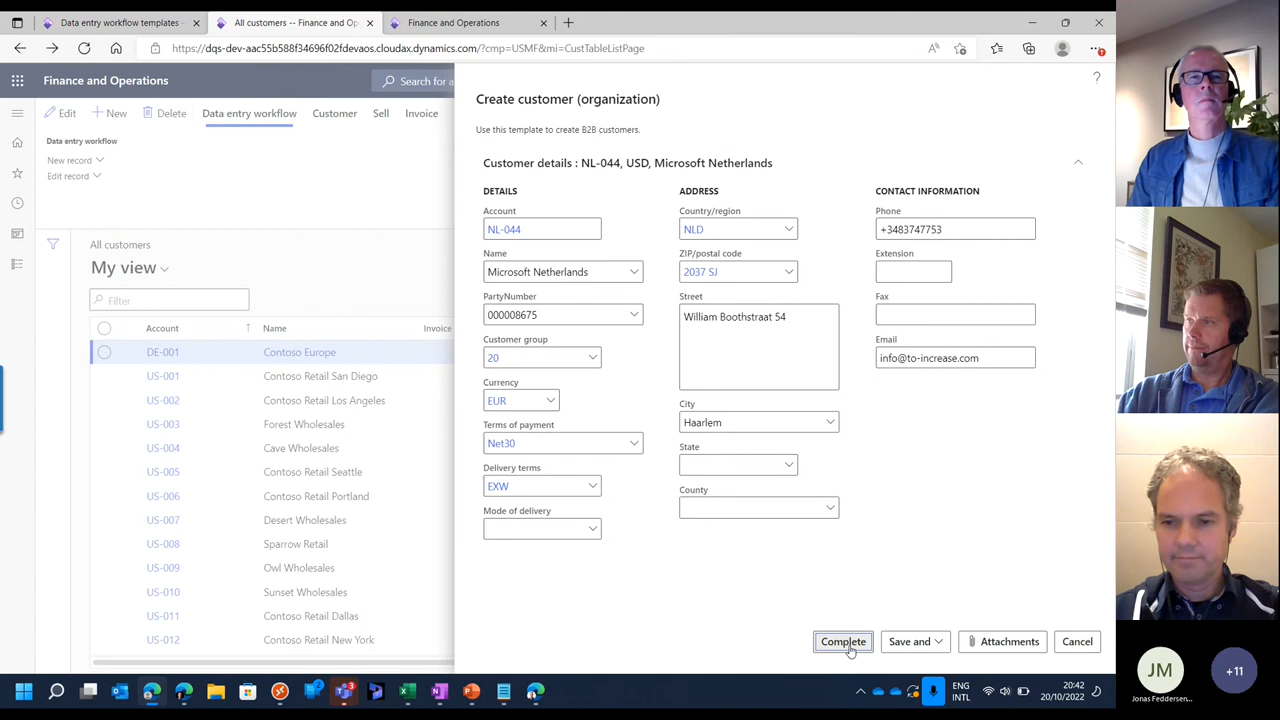 Data entry workflow templates -
All customers -- Finance and Op
Finance and Operations
https://dqs-dev-aac55b588f34696f02fdevaos.cloudax.dynamics.com/?cmp=USMF&mi=CustTableListPage
Finance and Operations
Search for a
Edit
New
Delete
Data entry workflow
Customer
Sell
Invoice
Data entry workflow
New record
Edit record
All customers
My view
Filter
Account
Name
Invoice
DE-001
Contoso Europe
US-001
Contoso Retail San Diego
US-002
Contoso Retail Los Angeles
US-003
Forest Wholesales
US-004
Cave Wholesales
US-005
Contoso Retail Seattle
US-006
Contoso Retail Portland
US-007
Desert Wholesales
US-008
Sparrow Retail
US-009
Owl Wholesales
US-010
Sunset Wholesales
US-011
Contoso Retail Dallas
US-012
Contoso Retail New York
?
Create customer (organization)
Use this template to create B2B customers.
Customer details : NL-044, USD, Microsoft Netherlands
DETAILS
Account
NL-044
Name
Microsoft Netherlands
PartyNumber
000008675
Customer group
20
Currency
EUR
Terms of payment
Net30
Delivery terms
EXW
Mode of delivery
ADDRESS
Country/region
NLD
ZIP/postal code
2037 SJ
Street
William Boothstraat 54
City
Haarlem
State
County
CONTACT INFORMATION
Phone
+3483747753
Extension
Fax
Email
info@to-increase.com
Complete
Save and
Attachments
Cancel
JM
Jonas Feddersen...
+11
ENG
INTL
20:42
20/10/2022